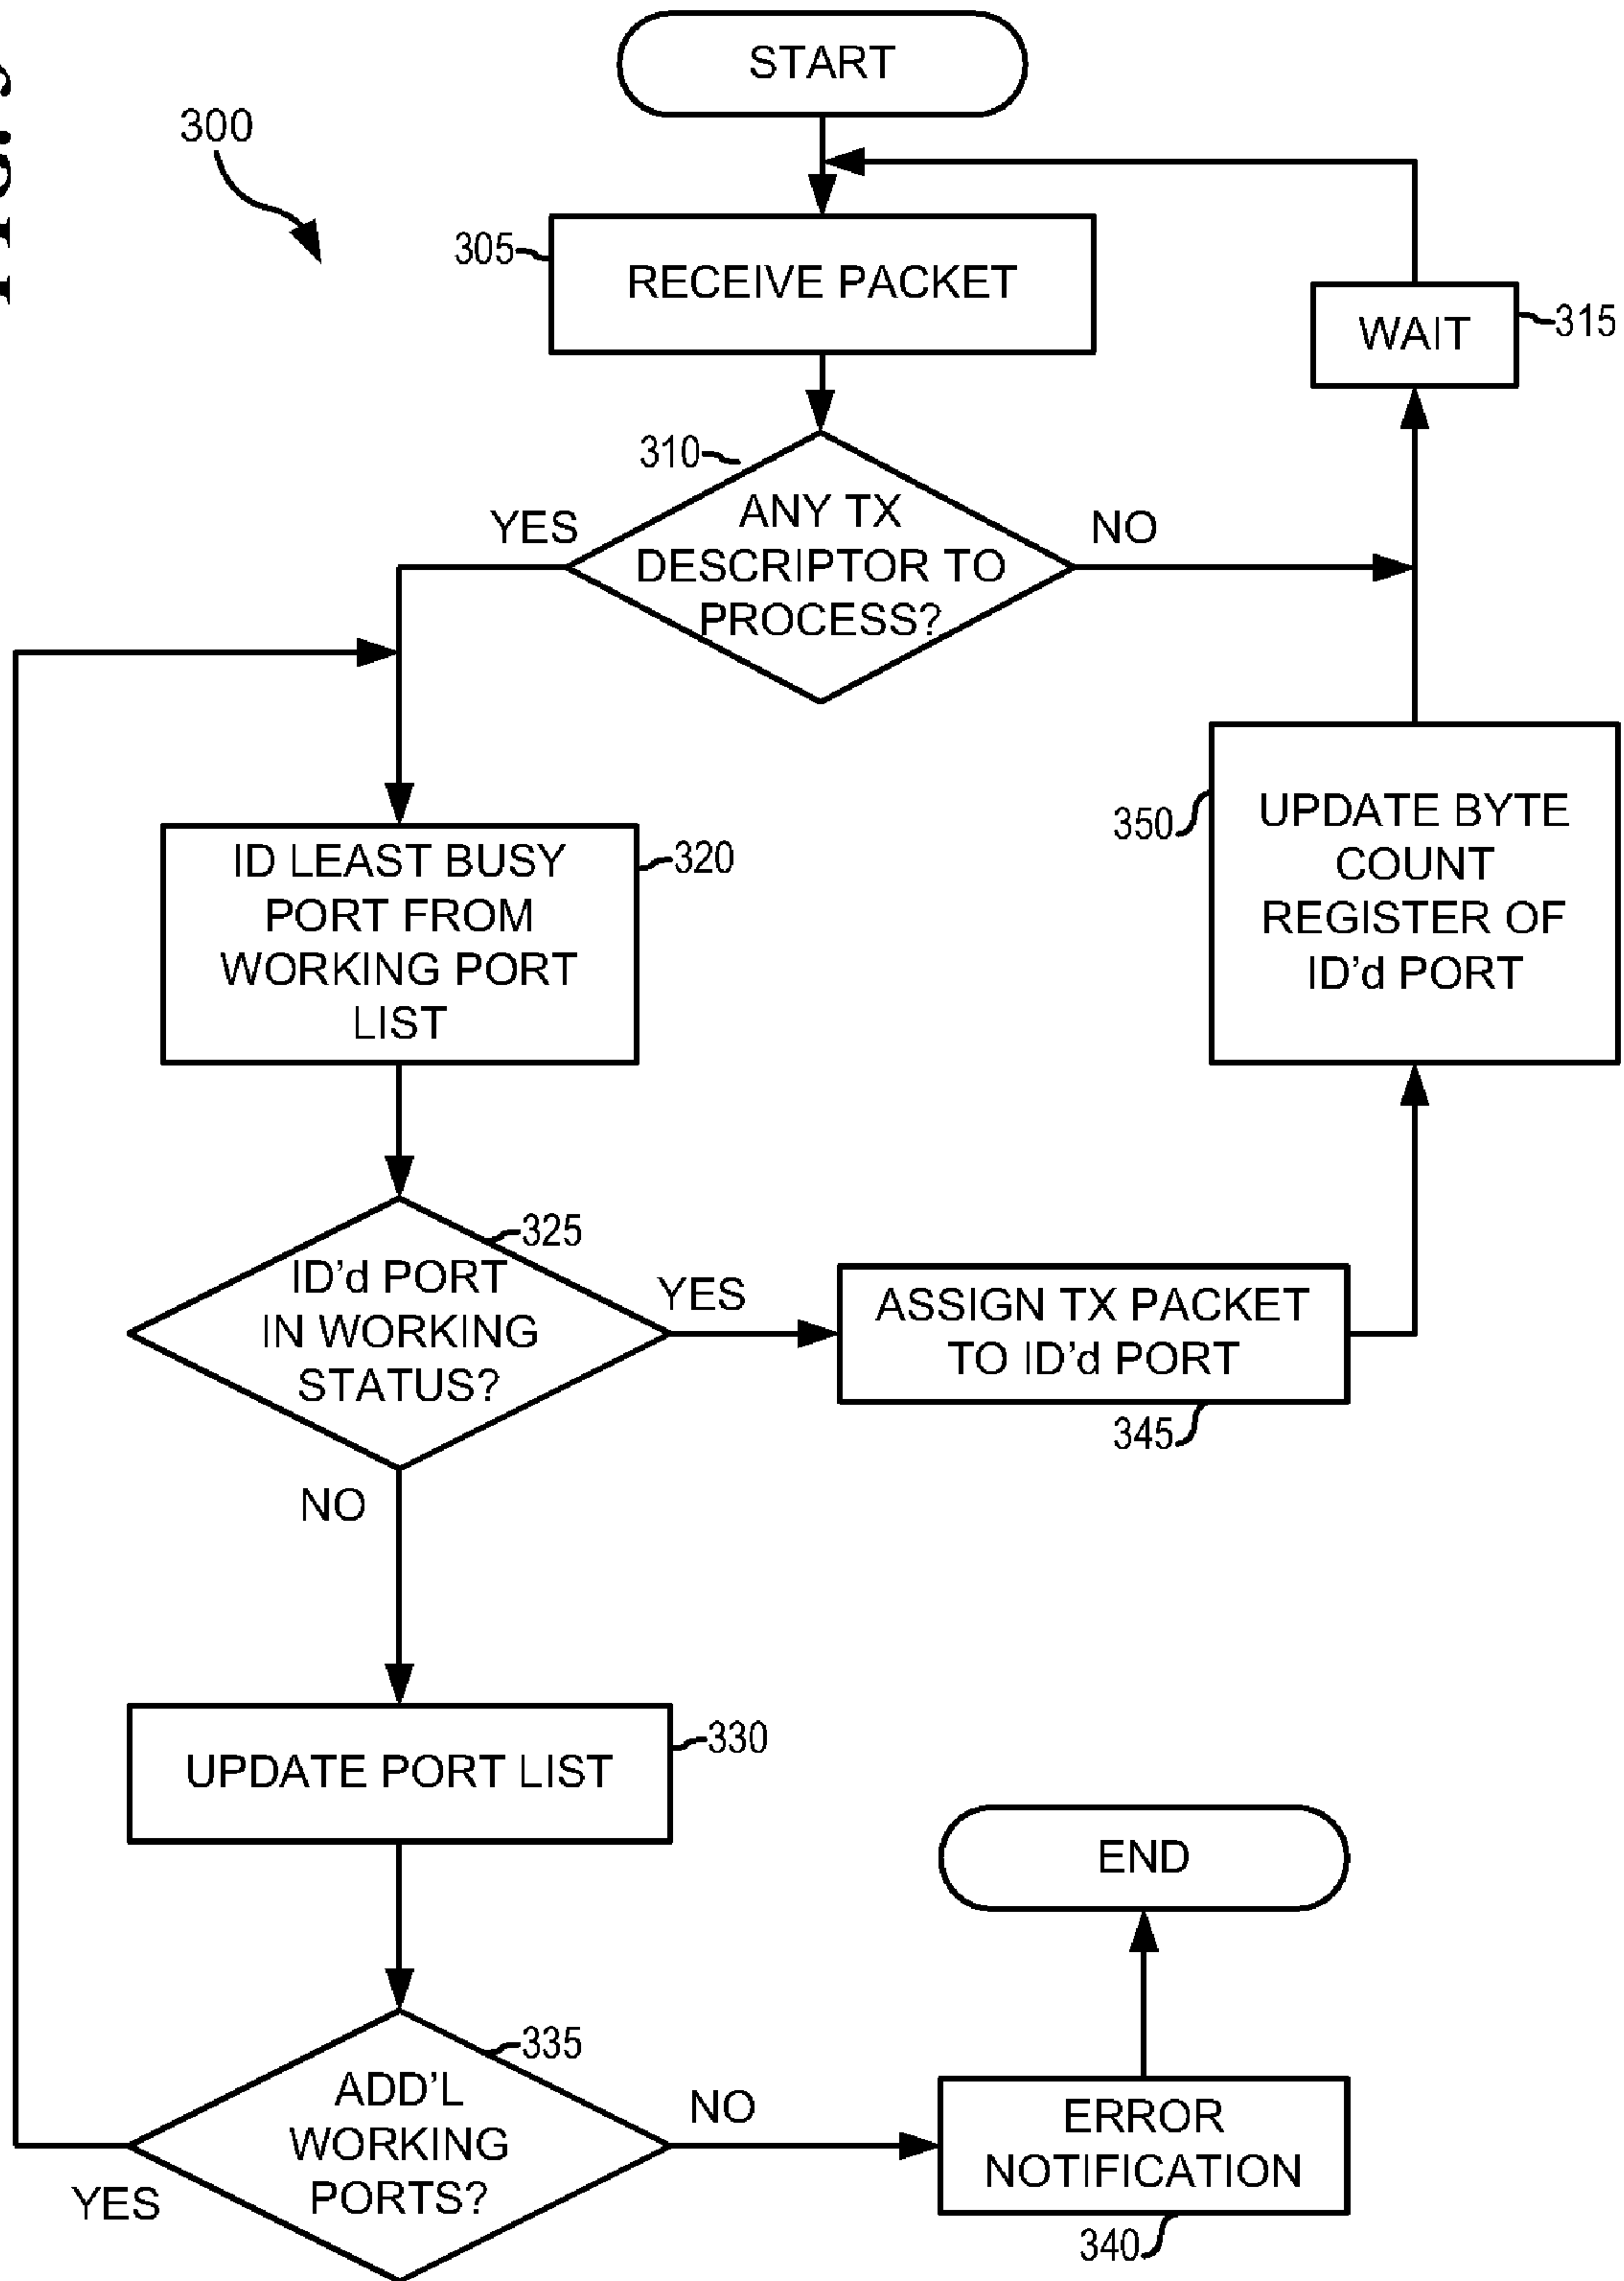 START
300
305
RECEIVE PACKET
WAIT
315
310
ANY TX
DESCRIPTOR TO
PROCESS?
YES
NO
ID LEAST BUSY
PORT FROM
WORKING PORT
LIST
320
350
UPDATE BYTE
COUNT
REGISTER OF
ID’d PORT
325
ID’d PORT
IN WORKING
STATUS?
YES
ASSIGN TX PACKET
TO ID’d PORT
345
NO
330
UPDATE PORT LIST
END
335
ADD’L
WORKING
PORTS?
NO
YES
ERROR
NOTIFICATION
340